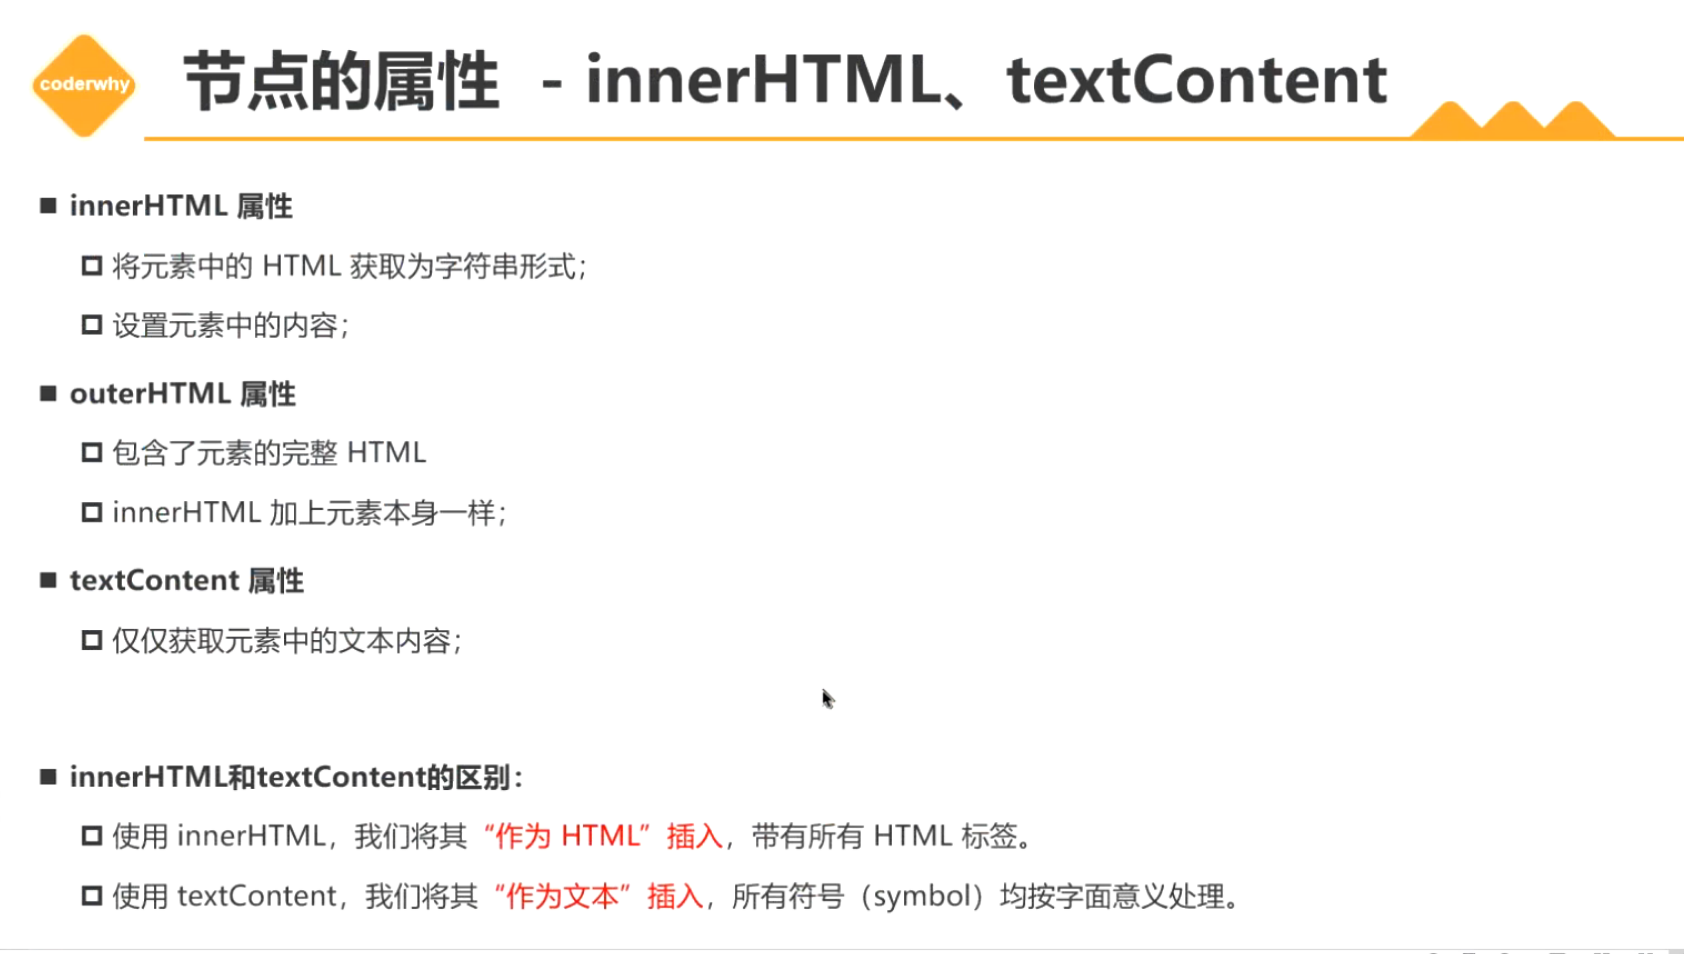 coderwhy
节点的属性 - innerHTML、textContent
innerHTML 属性
将元素中的 HTML 获取为字符串形式；
设置元素中的内容；
outerHTML 属性
包含了元素的完整 HTML
innerHTML 加上元素本身一样；
textContent 属性
仅仅获取元素中的文本内容；
innerHTML和textContent的区别：
使用 innerHTML，我们将其“作为 HTML”插入，带有所有 HTML 标签。
使用 textContent，我们将其“作为文本”插入，所有符号（symbol）均按字面意义处理。